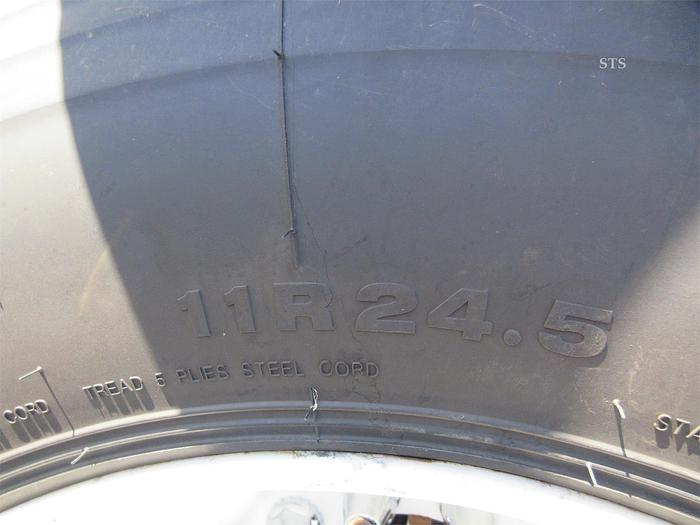 STS
11R24.5
TREAD 5 PLIES STEEL CORD
CORD